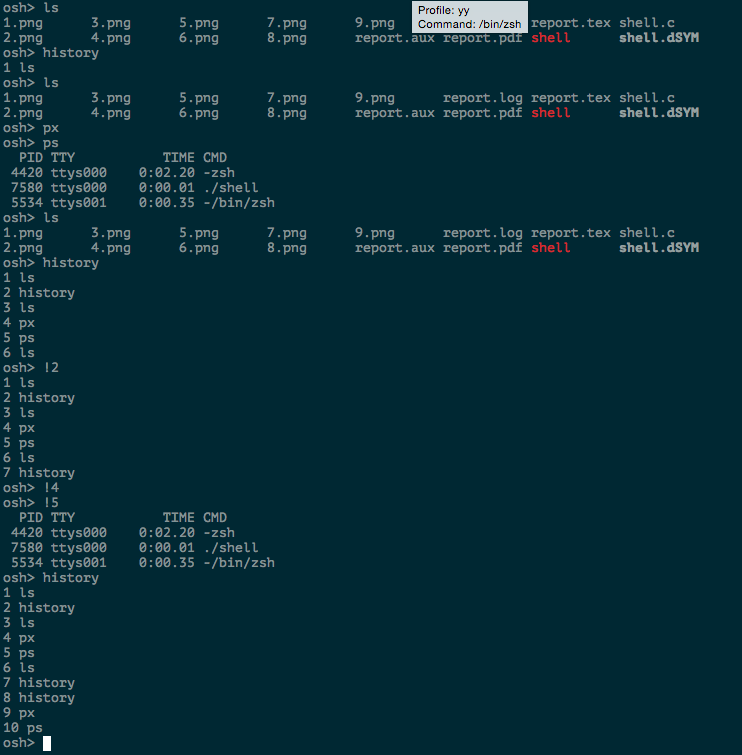 osh> ls
1.png 3.png 5.png 7.png 9.png report.tex shell.c
2.png 4.png 6.png 8.png report.aux report.pdf shell shell.dSYM
Profile: yy
Command: /bin/zsh
osh> history
1 ls
osh> ls
1.png 3.png 5.png 7.png 9.png report.log report.tex shell.c
2.png 4.png 6.png 8.png report.aux report.pdf shell shell.dSYM
osh> px
osh> ps
PID TTY TIME CMD
4420 ttys000 0:02.20 -zsh
7580 ttys000 0:00.01 ./shell
5534 ttys001 0:00.35 -/bin/zsh
osh> ls
1.png 3.png 5.png 7.png 9.png report.log report.tex shell.c
2.png 4.png 6.png 8.png report.aux report.pdf shell shell.dSYM
osh> history
1 ls
2 history
3 ls
4 px
5 ps
6 ls
osh> !2
1 ls
2 history
3 ls
4 px
5 ps
6 ls
7 history
osh> !4
osh> !5
PID TTY TIME CMD
4420 ttys000 0:02.20 -zsh
7580 ttys000 0:00.01 ./shell
5534 ttys001 0:00.35 -/bin/zsh
osh> history
1 ls
2 history
3 ls
4 px
5 ps
6 ls
7 history
8 history
9 px
10 ps
osh>